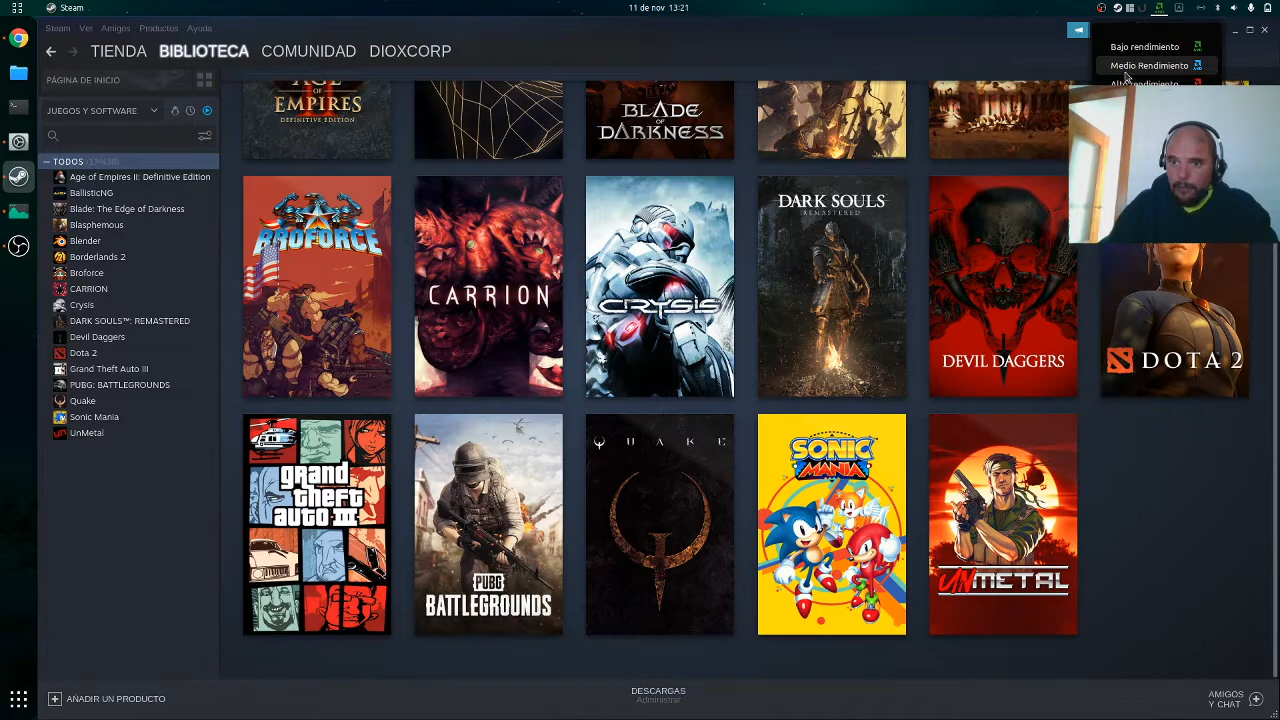 Steam
11 de nov 13:21
Steam Ver Amigos Productos Ayuda
TIENDA BIBLIOTECA COMUNIDAD DIOXCORP
Bajo rendimiento
Medio Rendimiento
Alto rendimiento
PÁGINA DE INICIO
JUEGOS Y SOFTWARE
TODOS
Age of Empires II: Definitive Edition
BallisticNG
Blade: The Edge of Darkness
Blasphemous
Blender
Borderlands 2
Broforce
CARRION
Crysis
DARK SOULS™: REMASTERED
Devil Daggers
Dota 2
Grand Theft Auto III
PUBG: BATTLEGROUNDS
Quake
Sonic Mania
UnMetal
EMPIRES
DEFINITIVE EDITION
BLADE
OF
DARKNESS
BROFORCE
CARRION
CRYSIS
DARK SOULS
REMASTERED
DEVIL DAGGERS
DOTA 2
grand
theft
auto III
PUBG
BATTLEGROUNDS
QUAKE
SONIC
MANIA
UNMETAL
AÑADIR UN PRODUCTO
DESCARGAS
Administrar
AMIGOS
Y CHAT